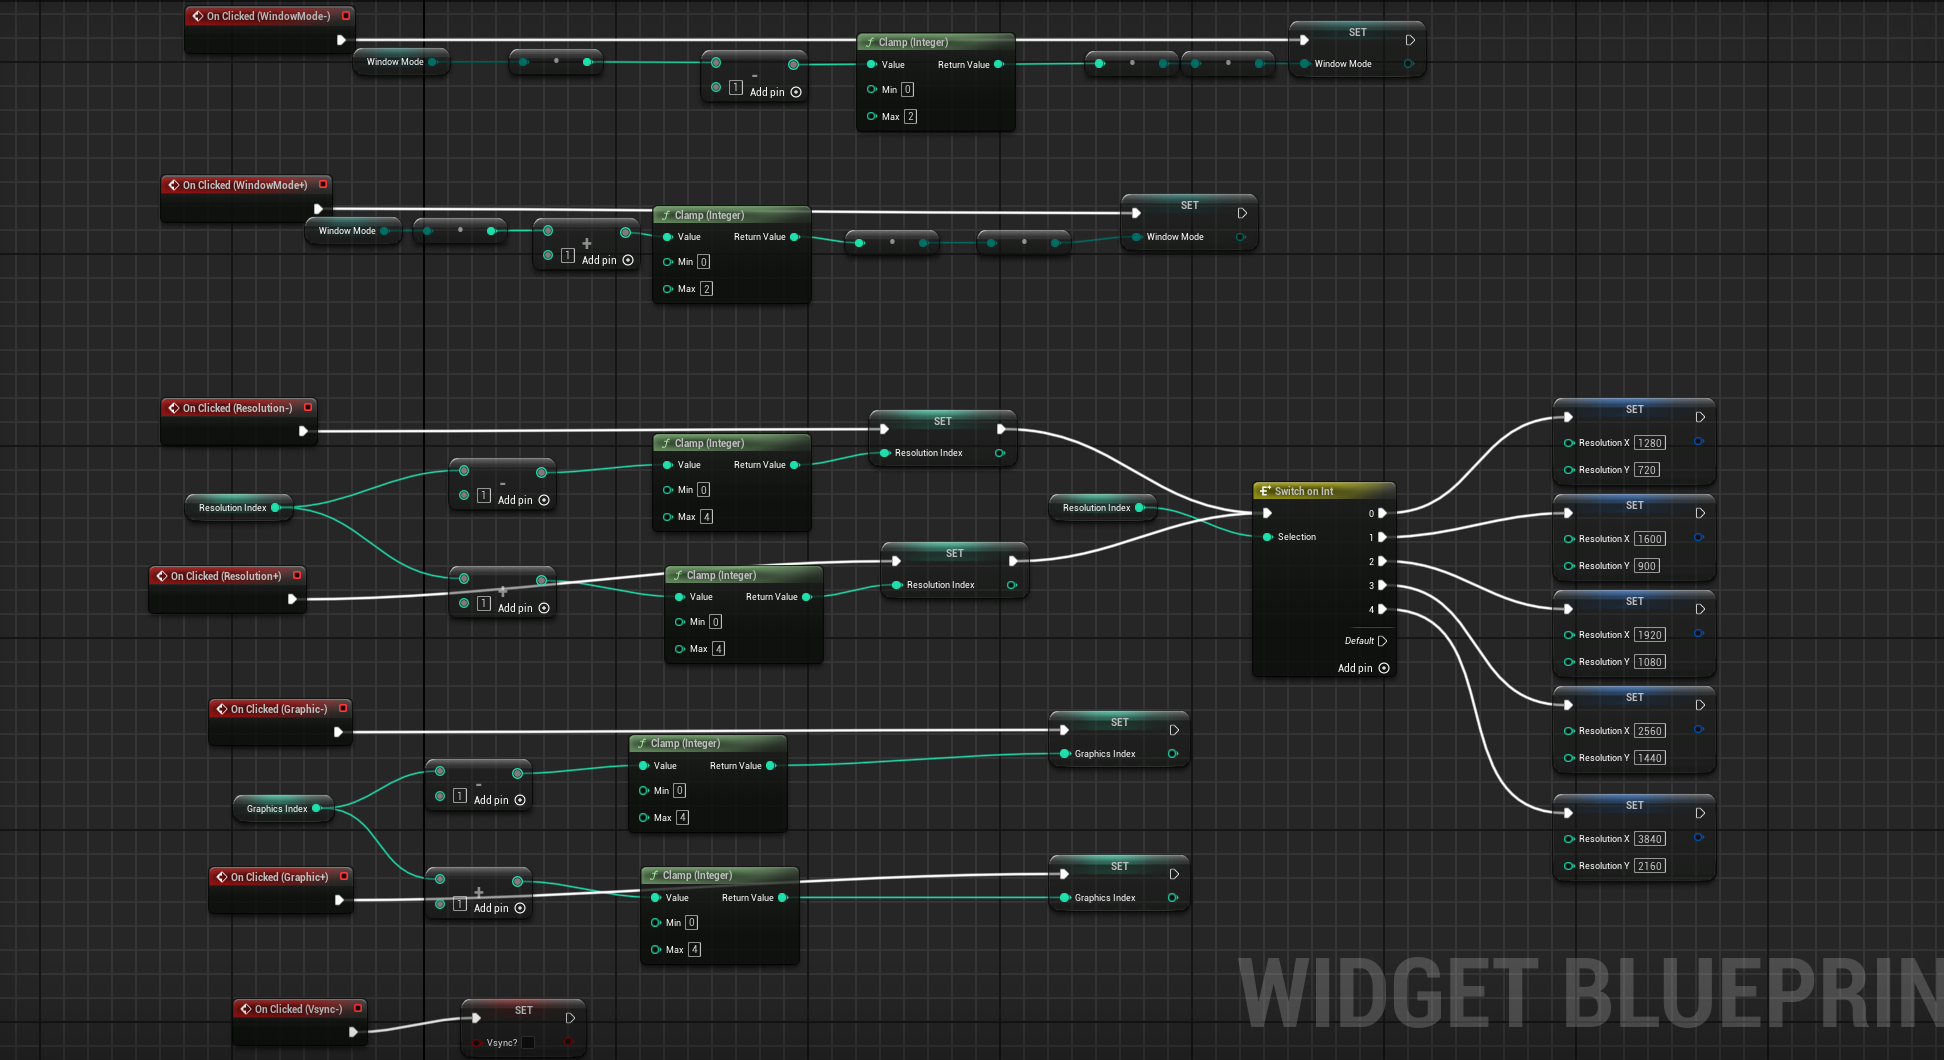 On Clicked (WindowMode-)
Window Mode
1
-
Add pin
Clamp (Integer)
Value
Return Value
Min 0
Max 2
SET
Window Mode
On Clicked (WindowMode+)
Window Mode
+
1
Add pin
Clamp (Integer)
Value
Return Value
Min 0
Max 2
SET
Window Mode
On Clicked (Resolution-)
Resolution Index
-
1
Add pin
Clamp (Integer)
Value
Return Value
Min 0
Max 4
SET
Resolution Index
On Clicked (Resolution+)
+
1
Add pin
Clamp (Integer)
Value
Return Value
Min 0
Max 4
SET
Resolution Index
Resolution Index
Switch on Int
Selection
0
1
2
3
4
Default
Add pin
SET
Resolution X 1280
Resolution Y 720
SET
Resolution X 1600
Resolution Y 900
SET
Resolution X 1920
Resolution Y 1080
SET
Resolution X 2560
Resolution Y 1440
SET
Resolution X 3840
Resolution Y 2160
On Clicked (Graphic-)
Graphics Index
-
1
Add pin
Clamp (Integer)
Value
Return Value
Min 0
Max 4
SET
Graphics Index
On Clicked (Graphic+)
+
1
Add pin
Clamp (Integer)
Value
Return Value
Min 0
Max 4
SET
Graphics Index
On Clicked (Vsync-)
SET
Vsync?
WIDGET BLUEPRIN